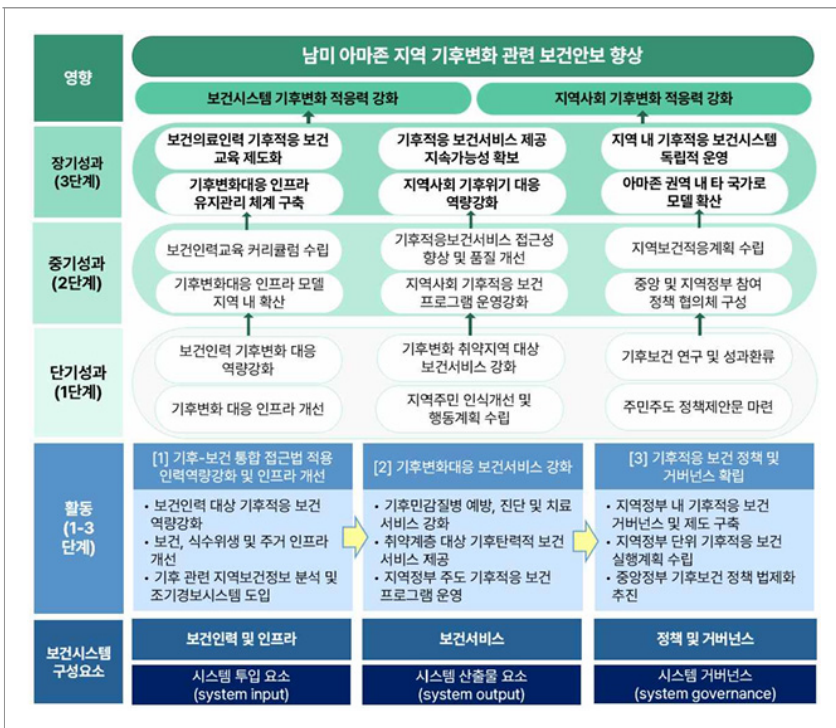 영향
남미 아마존 지역 기후변화 관련 보건안보 향상
보건시스템 기후변화 적응력 강화
지역사회 기후변화 적응력 강화
장기성과
(3단계)
보건의료인력 기후적응 보건
교육 제도화
기후변화대응 인프라
유지관리 체계 구축
기후적응 보건서비스 제공
지속가능성 확보
지역사회 기후위기 대응
역량강화
지역 내 기후적응 보건시스템
독립적 운영
아마존 권역 내 타 국가로
모델 확산
중기성과
(2단계)
보건인력교육 커리큘럼 수립
기후변화대응 인프라 모델
지역 내 확산
기후적응보건서비스 접근성
향상 및 품질 개선
지역사회 기후적응 보건
프로그램 운영강화
지역보건적응계획 수립
중앙 및 지역정부 참여
정책 협의체 구성
단기성과
(1단계)
보건인력 기후변화 대응
역량강화
기후변화 대응 인프라 개선
기후변화 취약지역 대상
보건서비스 강화
지역주민 인식개선 및
행동계획 수립
기후보건 연구 및 성과환류
주민주도 정책제안문 마련
활동
(1-3
단계)
[1] 기후-보건 통합 접근법 적용
인력역량강화 및 인프라 개선
• 보건인력 대상 기후적응 보건
역량강화
• 보건, 식수위생 및 주거 인프라
개선
• 기후 관련 지역보건정보 분석 및
조기경보시스템 도입
[2] 기후변화대응 보건서비스 강화
• 기후민감질병 예방, 진단 및 치료
서비스 강화
• 취약계층 대상 기후탄력적 보건
서비스 제공
• 지역정부 주도 기후적응 보건
프로그램 운영
[3] 기후적응 보건 정책 및
거버넌스 확립
• 지역정부 내 기후적응 보건
거버넌스 및 제도 구축
• 지역정부 단위 기후적응 보건
실행계획 수립
• 중앙정부 기후보건 정책 법제화
추진
보건시스템
구성요소
보건인력 및 인프라
보건서비스
정책 및 거버넌스
시스템 투입 요소
(system input)
시스템 산출물 요소
(system output)
시스템 거버넌스
(system governance)